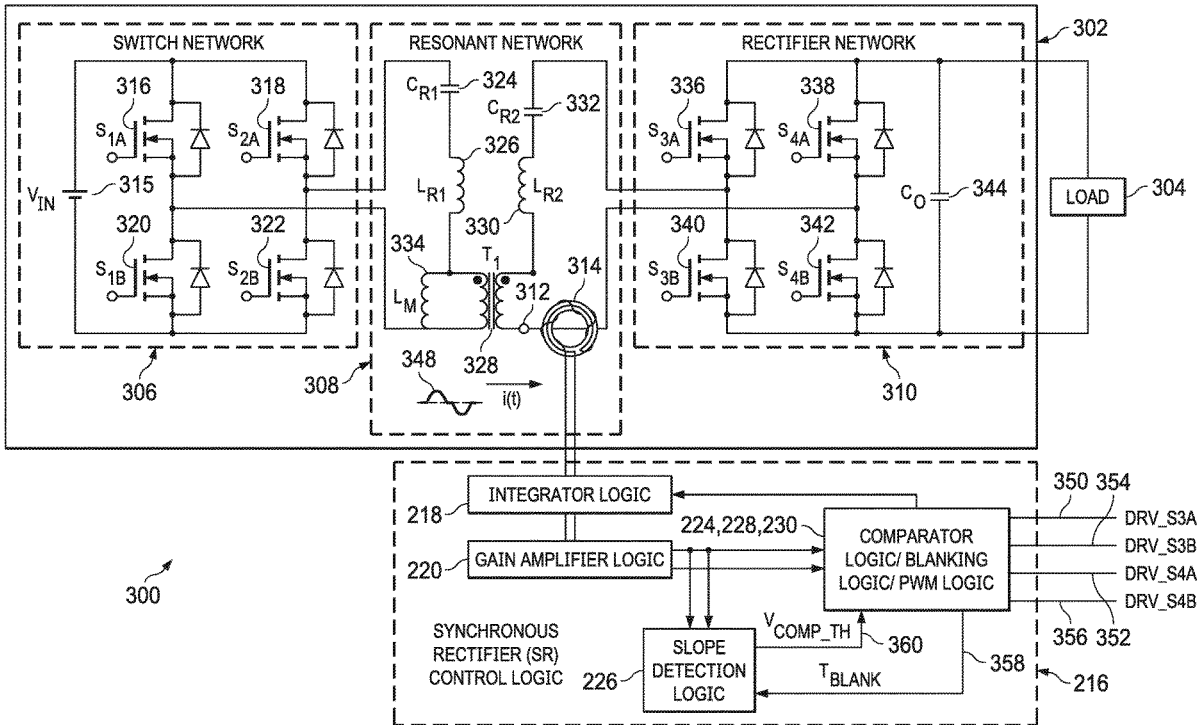 SWITCH NETWORK
RESONANT NETWORK
RECTIFIER NETWORK
302
316
318
S1A
S2A
CR1
324
CR2
332
336
338
S3A
S4A
326
VIN
315
LR1
LR2
330
CO
344
LOAD
304
320
322
S1B
S2B
334
T1
312
314
LM
328
340
342
S3B
S4B
306
308
348
i(t)
310
INTEGRATOR LOGIC
218
GAIN AMPLIFIER LOGIC
220
224,228,230
COMPARATOR
LOGIC/ BLANKING
LOGIC/ PWM LOGIC
350
354
DRV_S3A
DRV_S3B
DRV_S4A
DRV_S4B
356
352
300
SYNCHRONOUS
RECTIFIER (SR)
CONTROL LOGIC
226
SLOPE
DETECTION
LOGIC
VCOMP_TH
360
358
TBLANK
216